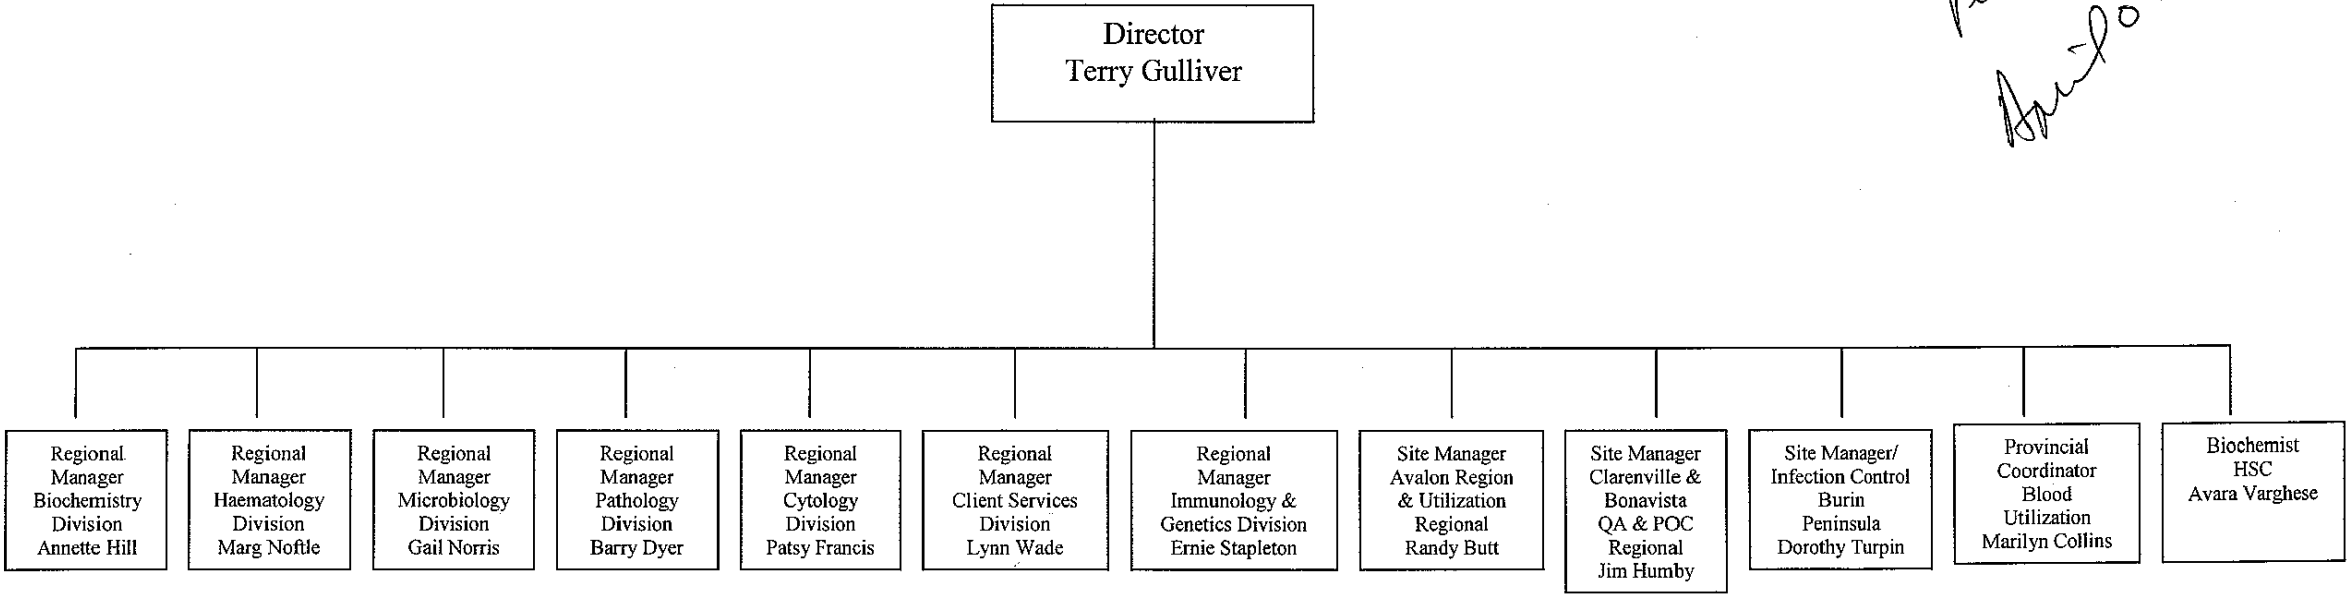 Director
Terry Gulliver
Regional
Manager
Biochemistry
Division
Annette Hill
Regional
Manager
Haematology
Division
Marg Noftle
Regional
Manager
Microbiology
Division
Gail Norris
Regional
Manager
Pathology
Division
Barry Dyer
Regional
Manager
Cytology
Division
Patsy Francis
Regional
Manager
Client Services
Division
Lynn Wade
Regional
Manager
Immunology &
Genetics Division
Ernie Stapleton
Site Manager
Avalon Region
& Utilization
Regional
Randy Butt
Site Manager
Clarenville &
Bonavista
QA & POC
Regional
Jim Humby
Site Manager/
Infection Control
Burin
Peninsula
Dorothy Turpin
Provincial
Coordinator
Blood
Utilization
Marilyn Collins
Biochemist
HSC
Avara Varghese